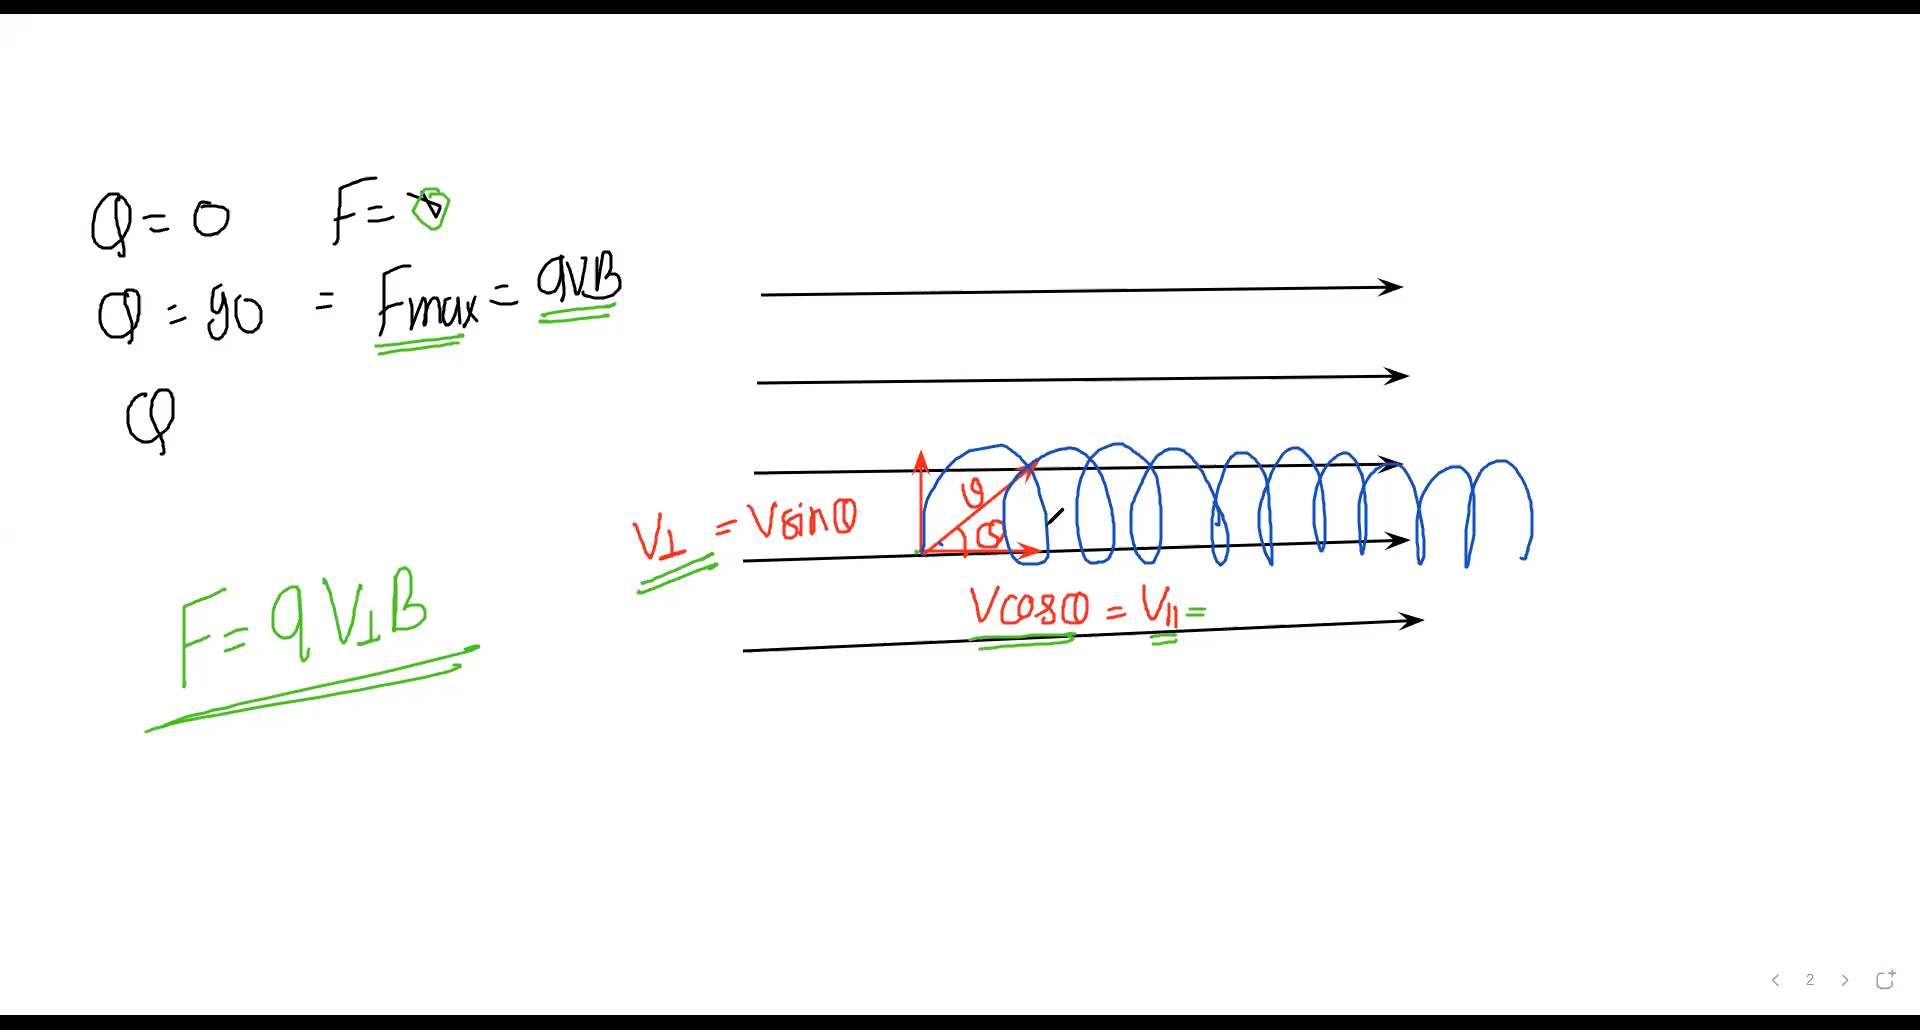 θ = 0 F = 0
θ = 90 = Fmax = qVB
θ
v
θ
V⊥ = Vsinθ
Vcosθ = V|| =
F = qV⊥B
2